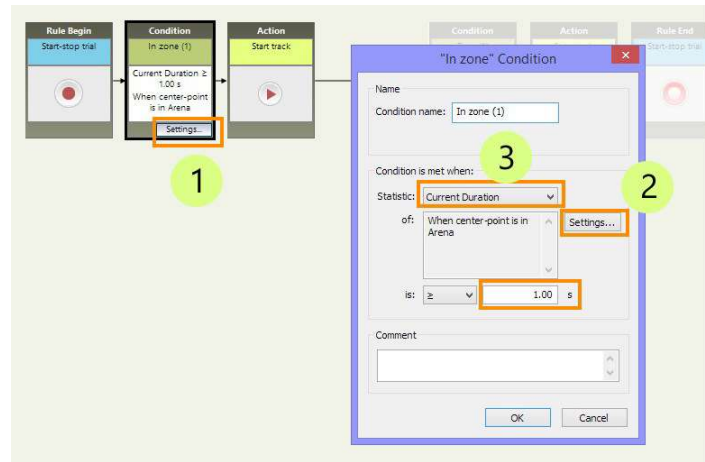 Rule Begin
Start-stop trial
Condition
In zone (1)
Current Duration ≥
1.00 s
When center-point
is in Arena
Settings...
Action
Start track
Condition
Action
Rule End
Start-stop trial
1
"In zone" Condition
Name
Condition name: In zone (1)
3
Condition is met when:
2
Statistic: Current Duration
of: When center-point is in
Arena
Settings...
is: ≥ 1.00 s
Comment
OK Cancel